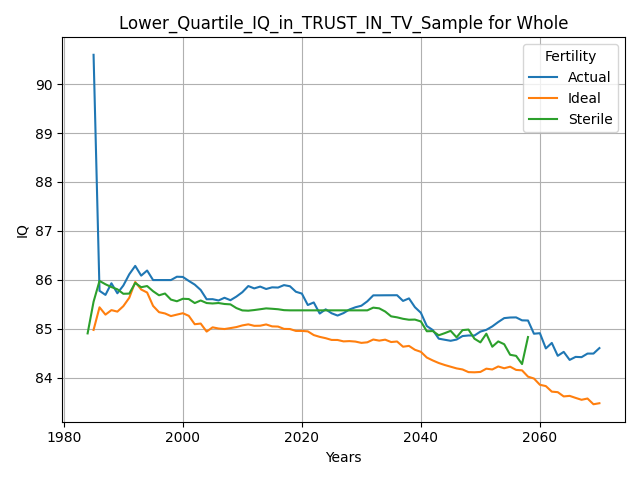 Lower_Quartile_IQ_in_TRUST_IN_TV_Sample for Whole
Fertility
Actual
Ideal
Sterile
IQ
90
89
88
87
86
85
84
1980
2000
2020
2040
2060
Years